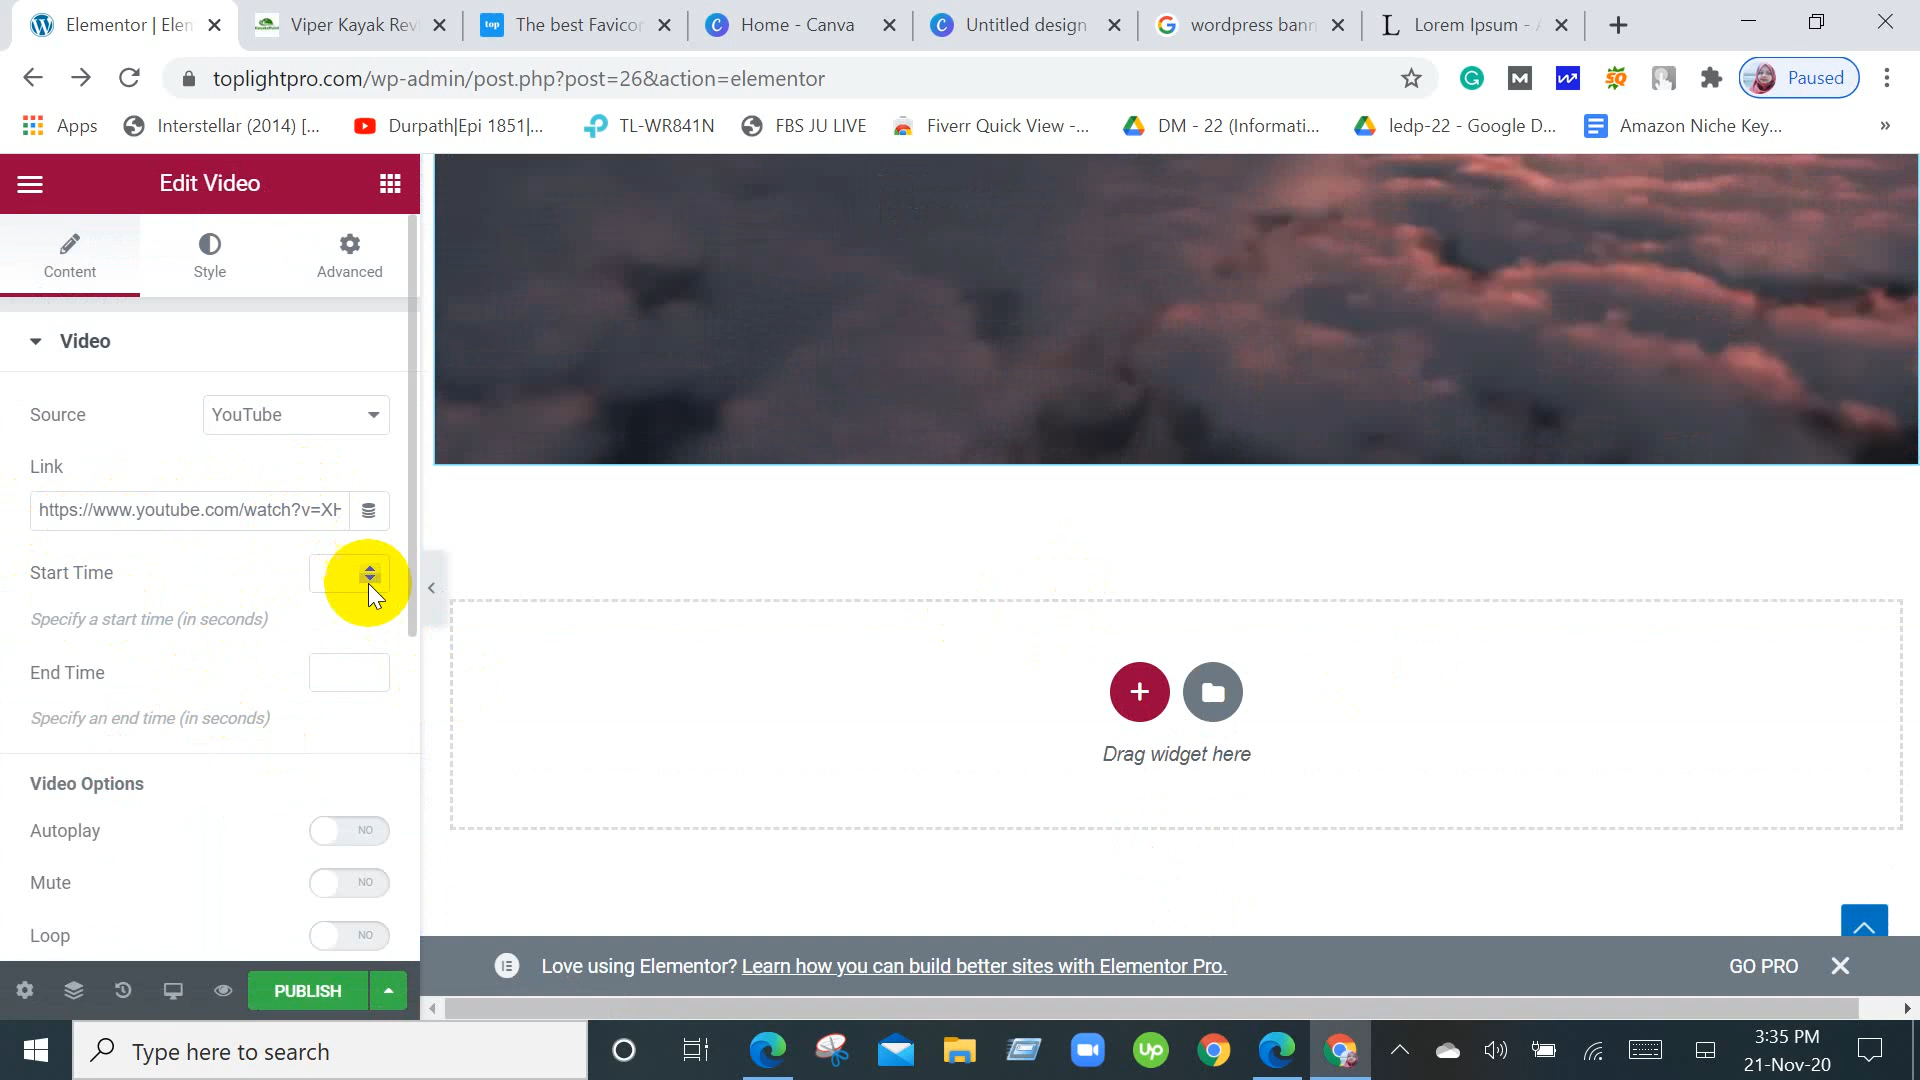 Elementor | Elen
Viper Kayak Rev
top
The best Favicon
Home - Canva
Untitled design
wordpress bann
Lorem Ipsum - A
toplightpro.com/wp-admin/post.php?post=26&action=elementor
Paused
Apps
Interstellar (2014) [...
Durpath|Epi 1851|...
TL-WR841N
FBS JU LIVE
Fiverr Quick View -...
DM - 22 (Informati...
ledp-22 - Google D...
Amazon Niche Key...
»
Edit Video
Content
Style
Advanced
Video
Source
YouTube
Link
https://www.youtube.com/watch?v=XH
Start Time
Specify a start time (in seconds)
End Time
Specify an end time (in seconds)
Video Options
Autoplay
NO
Mute
NO
Loop
NO
Drag widget here
Love using Elementor? Learn how you can build better sites with Elementor Pro.
GO PRO
PUBLISH
Type here to search
Up
3:35 PM
21-Nov-20